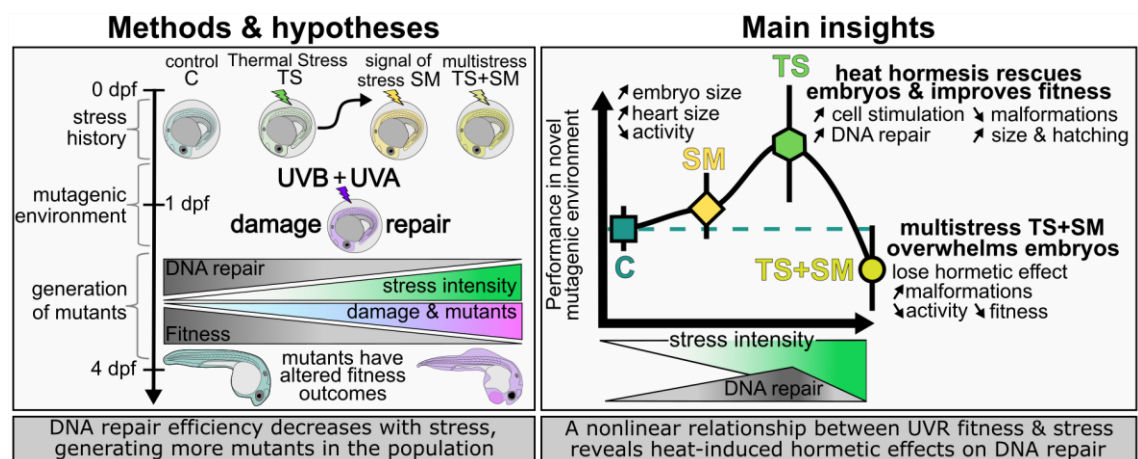 Methods & hypotheses
control
C
Thermal Stress
TS
signal of
stress SM
multistress
TS+SM
0 dpf
stress
history
mutagenic
environment
1 dpf
UVB + UVA
damage
repair
generation
of mutants
DNA repair
stress intensity
damage & mutants
Fitness
4 dpf
mutants have
altered fitness
outcomes
DNA repair efficiency decreases with stress,
generating more mutants in the population
Main insights
Performance in novel
mutagenic environment
↗ embryo size
↗ heart size
↘ activity
C
SM
TS
TS+SM
heat hormesis rescues
embryos & improves fitness
↗ cell stimulation ↘ malformations
↗ DNA repair ↗ size & hatching
multistress TS+SM
overwhelms embryos
lose hormetic effect
↗ malformations
↘ activity ↘ fitness
stress intensity
DNA repair
A nonlinear relationship between UVR fitness & stress
reveals heat-induced hormetic effects on DNA repair